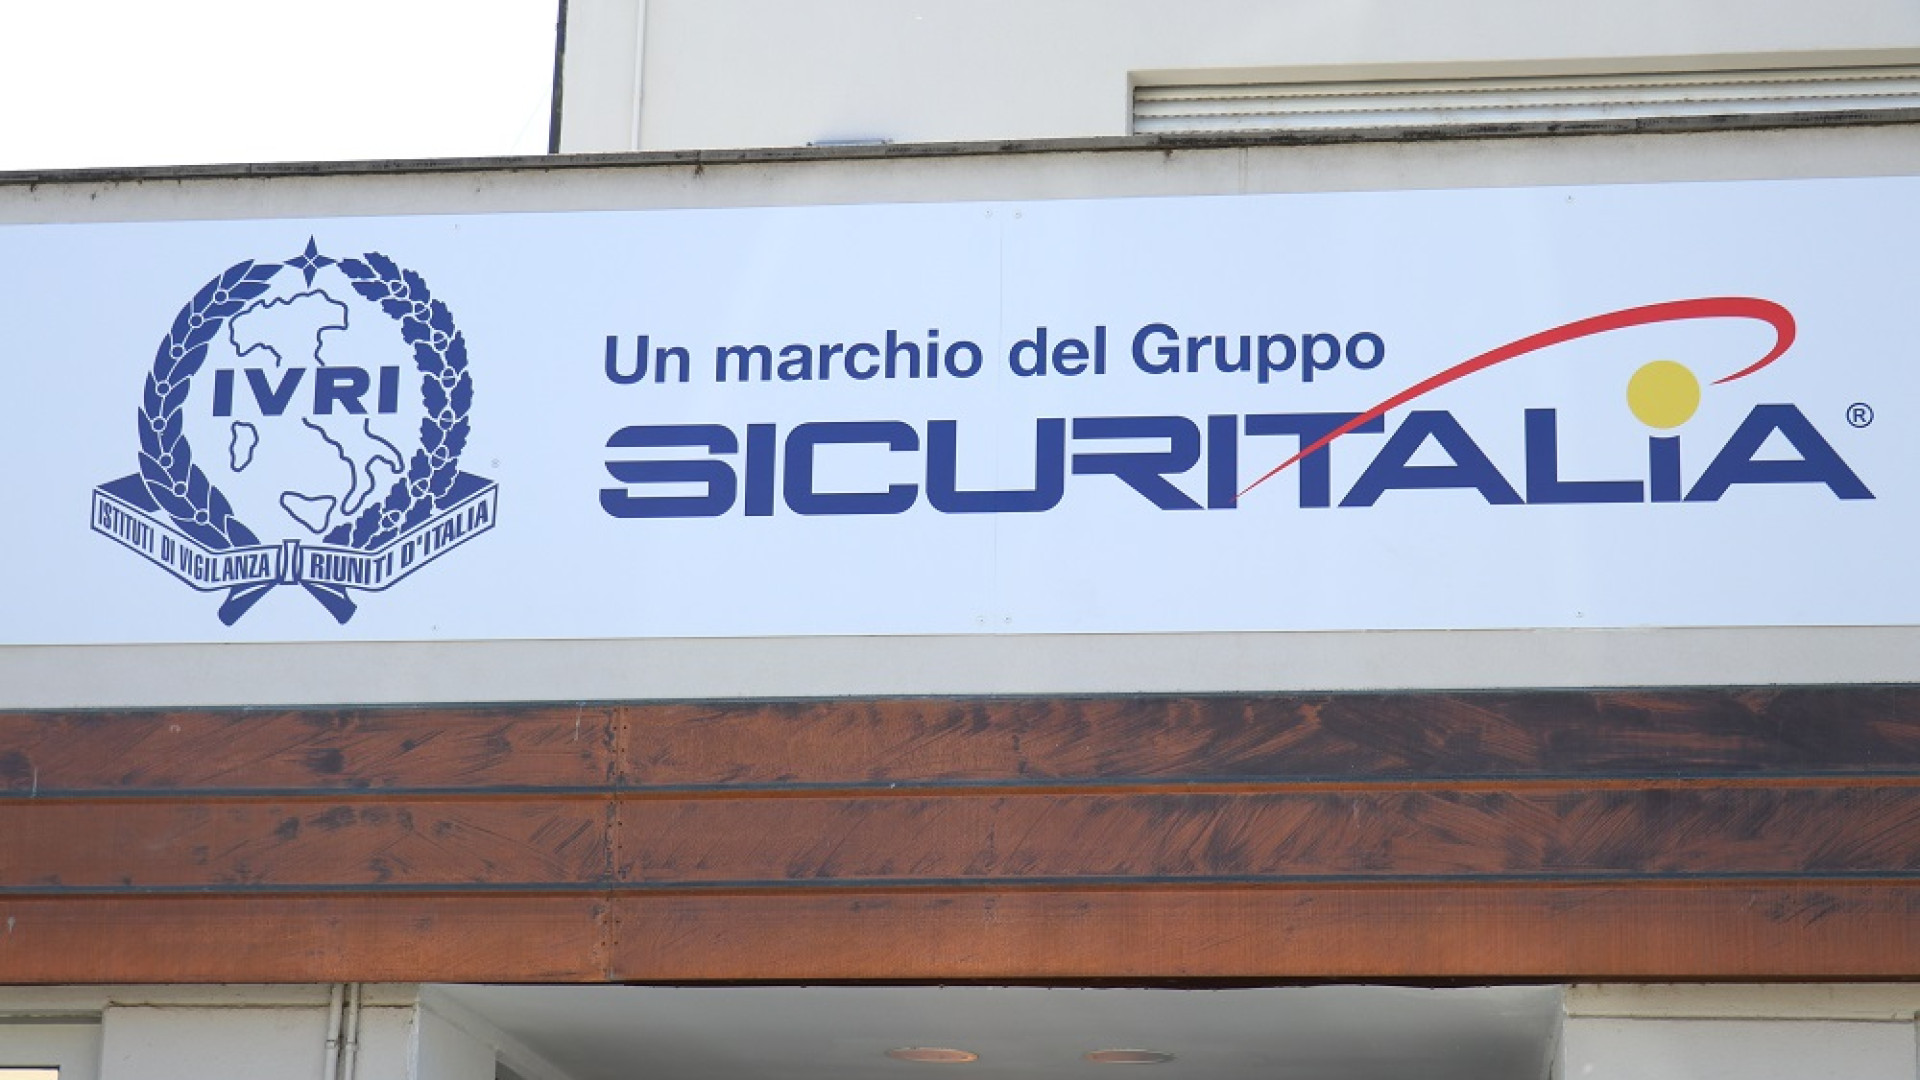 IVRI
ISTITUTI DI VIGILANZA RIUNITI D'ITALIA
Un marchio del Gruppo
SICURITALIA®